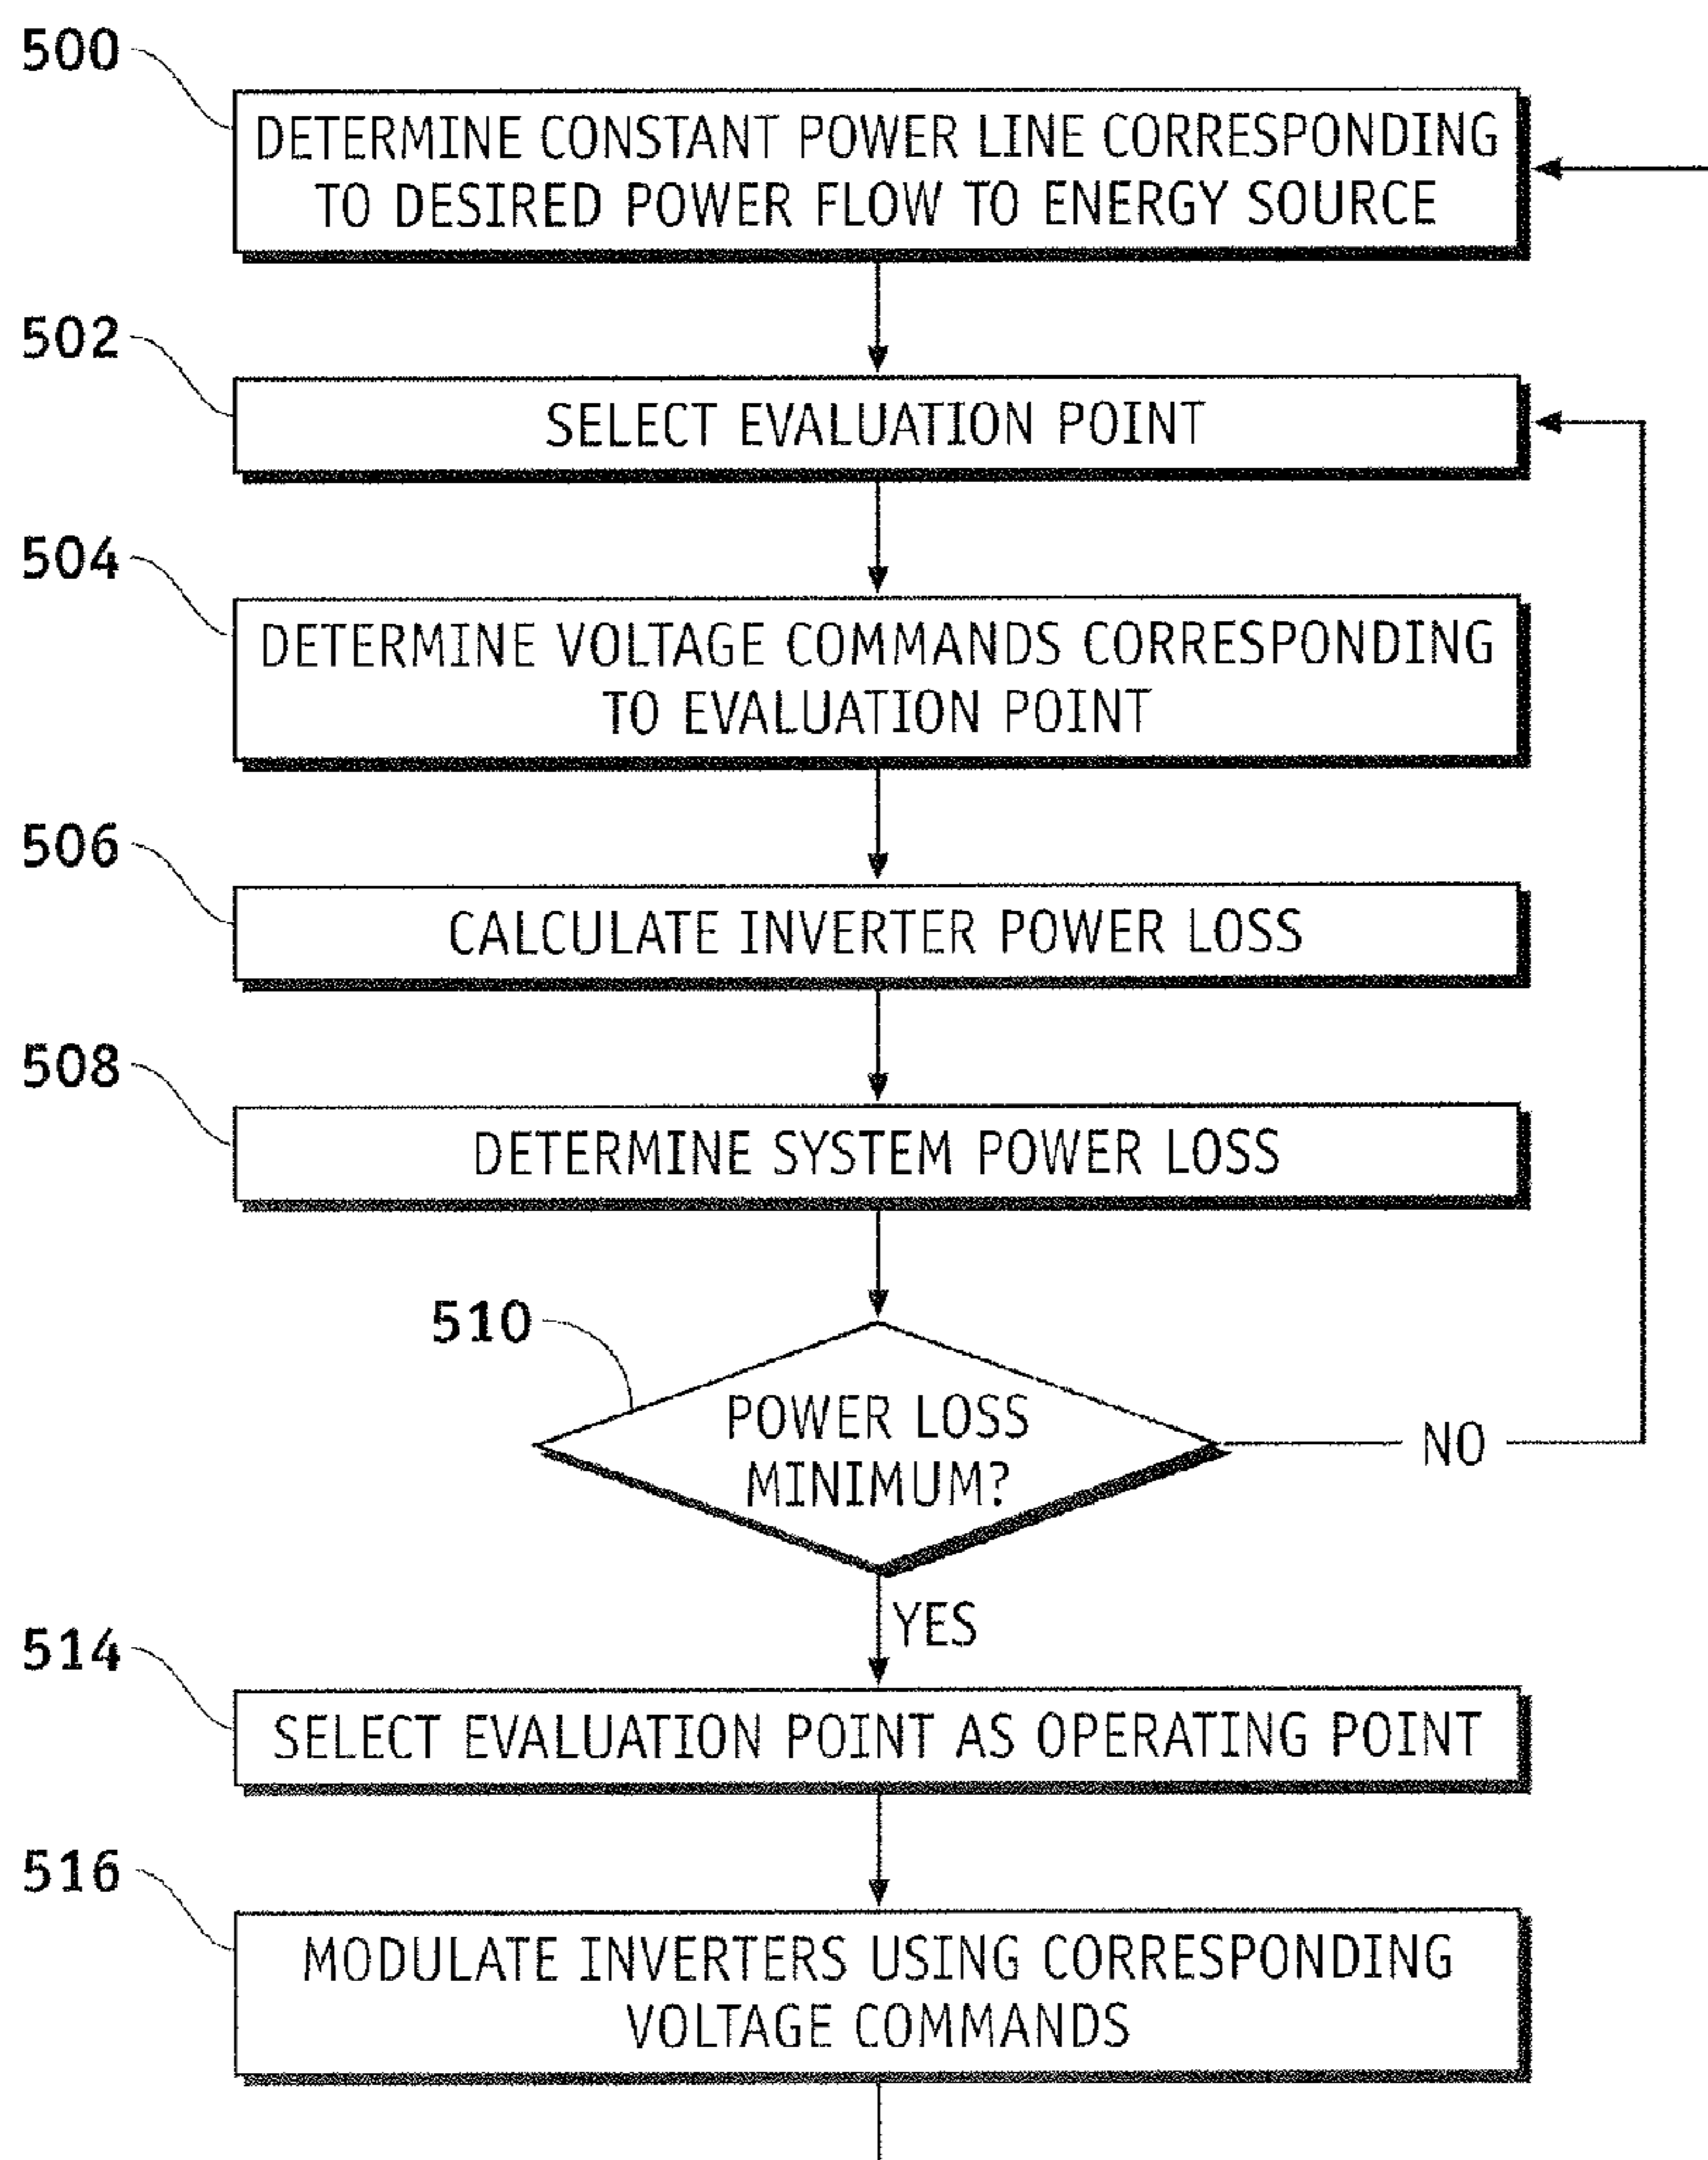 500
DETERMINE CONSTANT POWER LINE CORRESPONDING
TO DESIRED POWER FLOW TO ENERGY SOURCE
502
SELECT EVALUATION POINT
504
DETERMINE VOLTAGE COMMANDS CORRESPONDING
TO EVALUATION POINT
506
CALCULATE INVERTER POWER LOSS
508
DETERMINE SYSTEM POWER LOSS
510
POWER LOSS
MINIMUM?
NO
YES
514
SELECT EVALUATION POINT AS OPERATING POINT
516
MODULATE INVERTERS USING CORRESPONDING
VOLTAGE COMMANDS